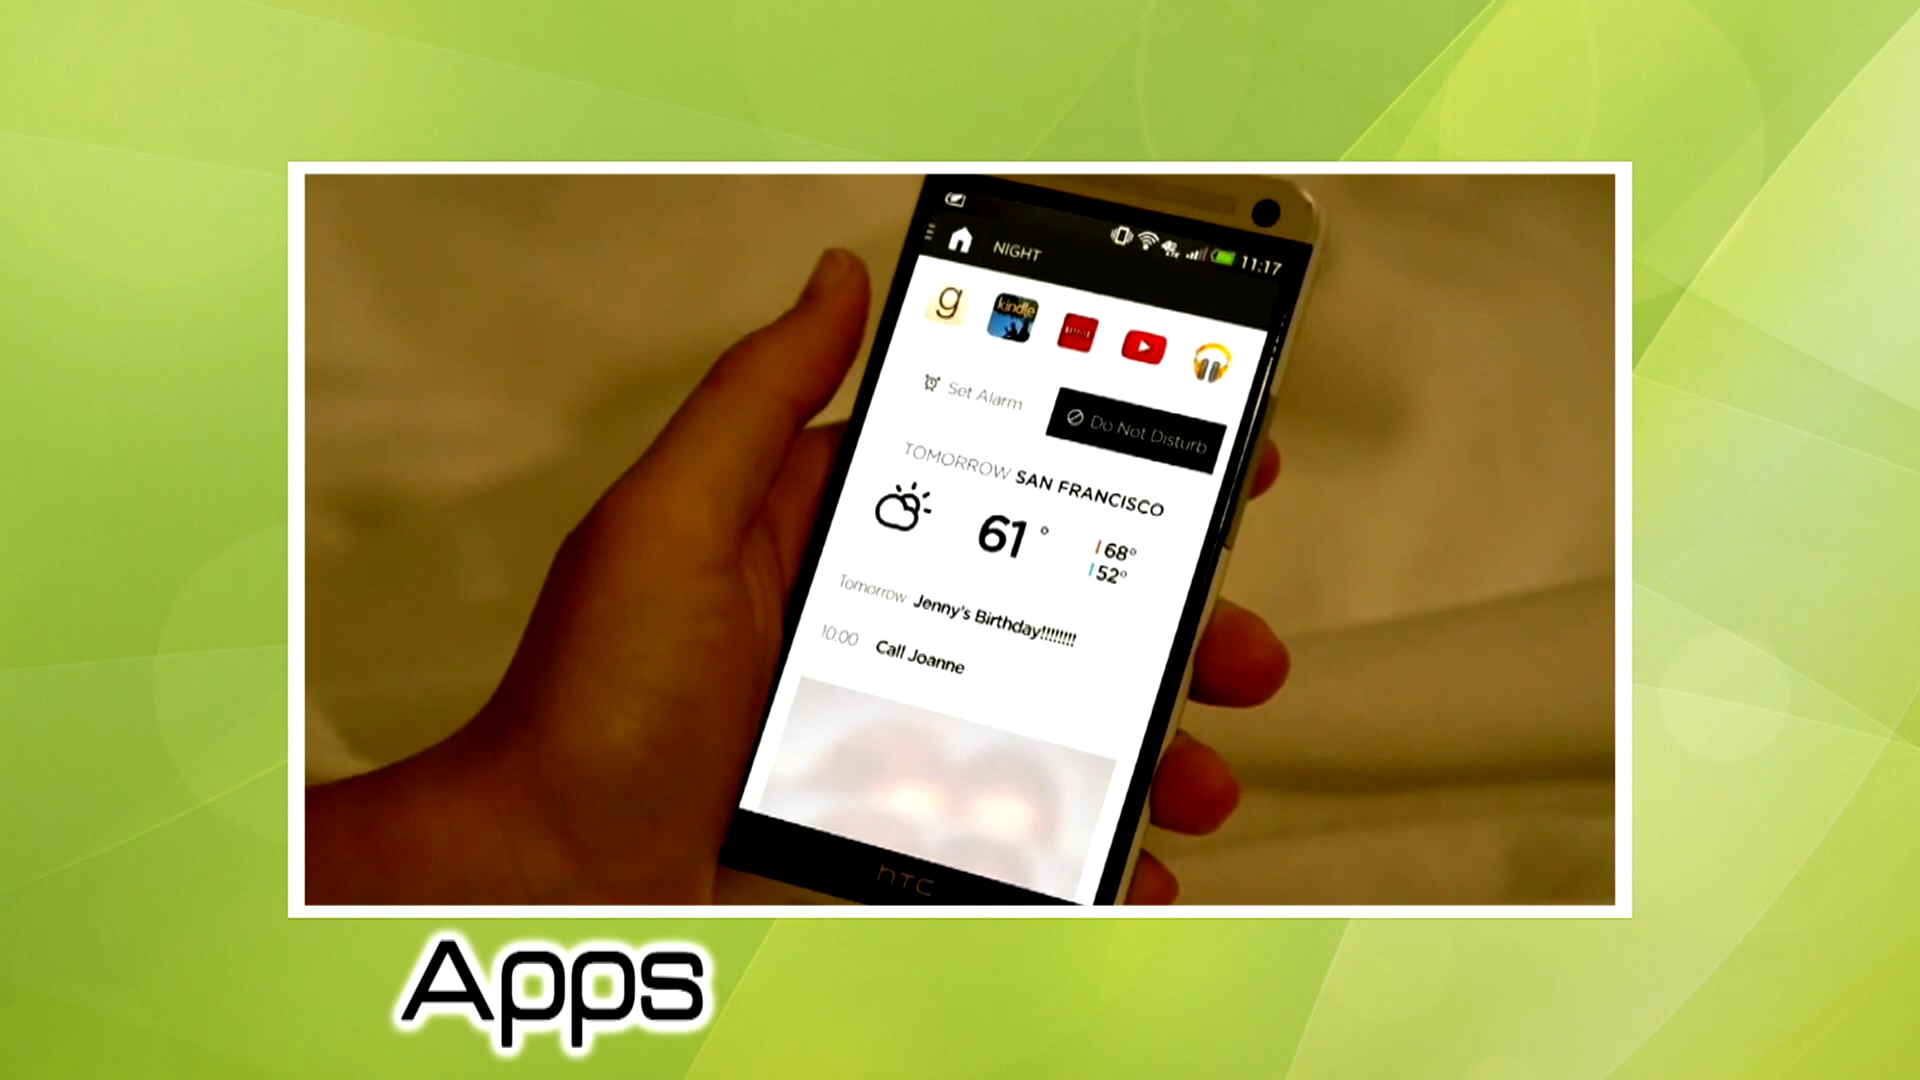 11:17
NIGHT
g
kindle
Set Alarm
Do Not Disturb
TOMORROW SAN FRANCISCO
61°
68°
52°
Tomorrow Jenny's Birthday!!!!!!!!
10:00 Call Joanne
hTC
Apps